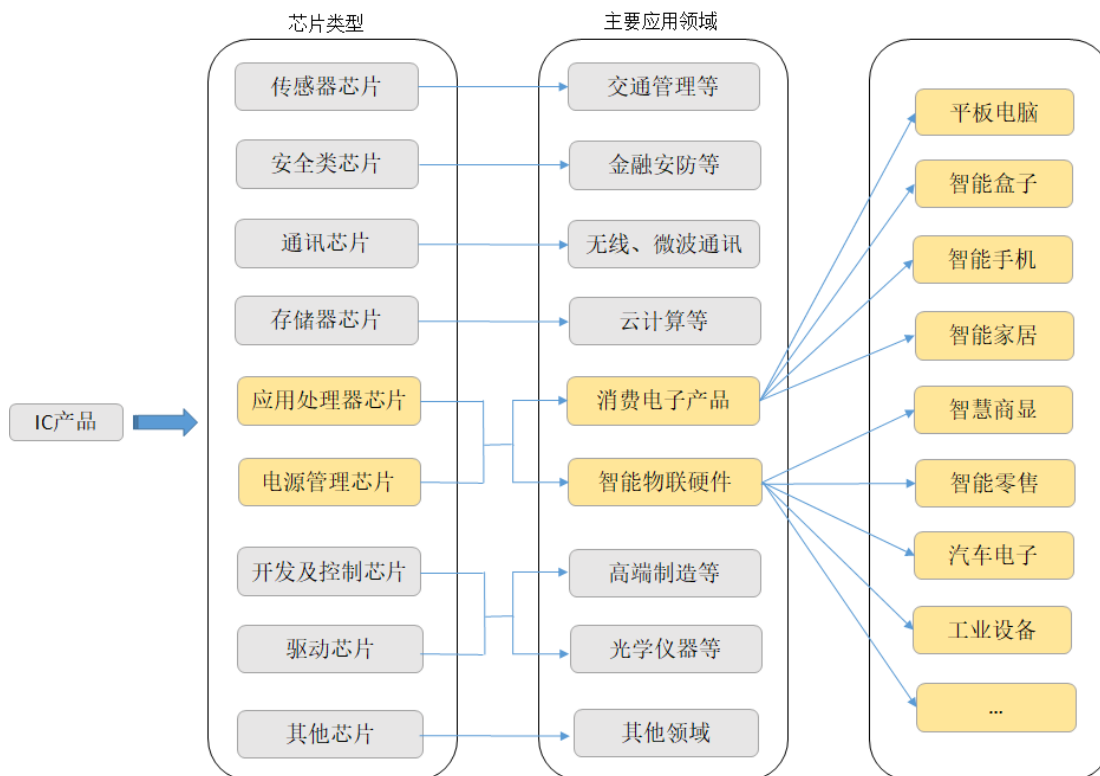 芯片类型
主要应用领域
传感器芯片
交通管理等
平板电脑
安全类芯片
金融安防等
智能盒子
通讯芯片
无线、微波通讯
智能手机
存储器芯片
云计算等
智能家居
IC产品
应用处理器芯片
消费电子产品
智慧商显
电源管理芯片
智能物联硬件
智能零售
开发及控制芯片
高端制造等
汽车电子
驱动芯片
光学仪器等
工业设备
其他芯片
其他领域
...